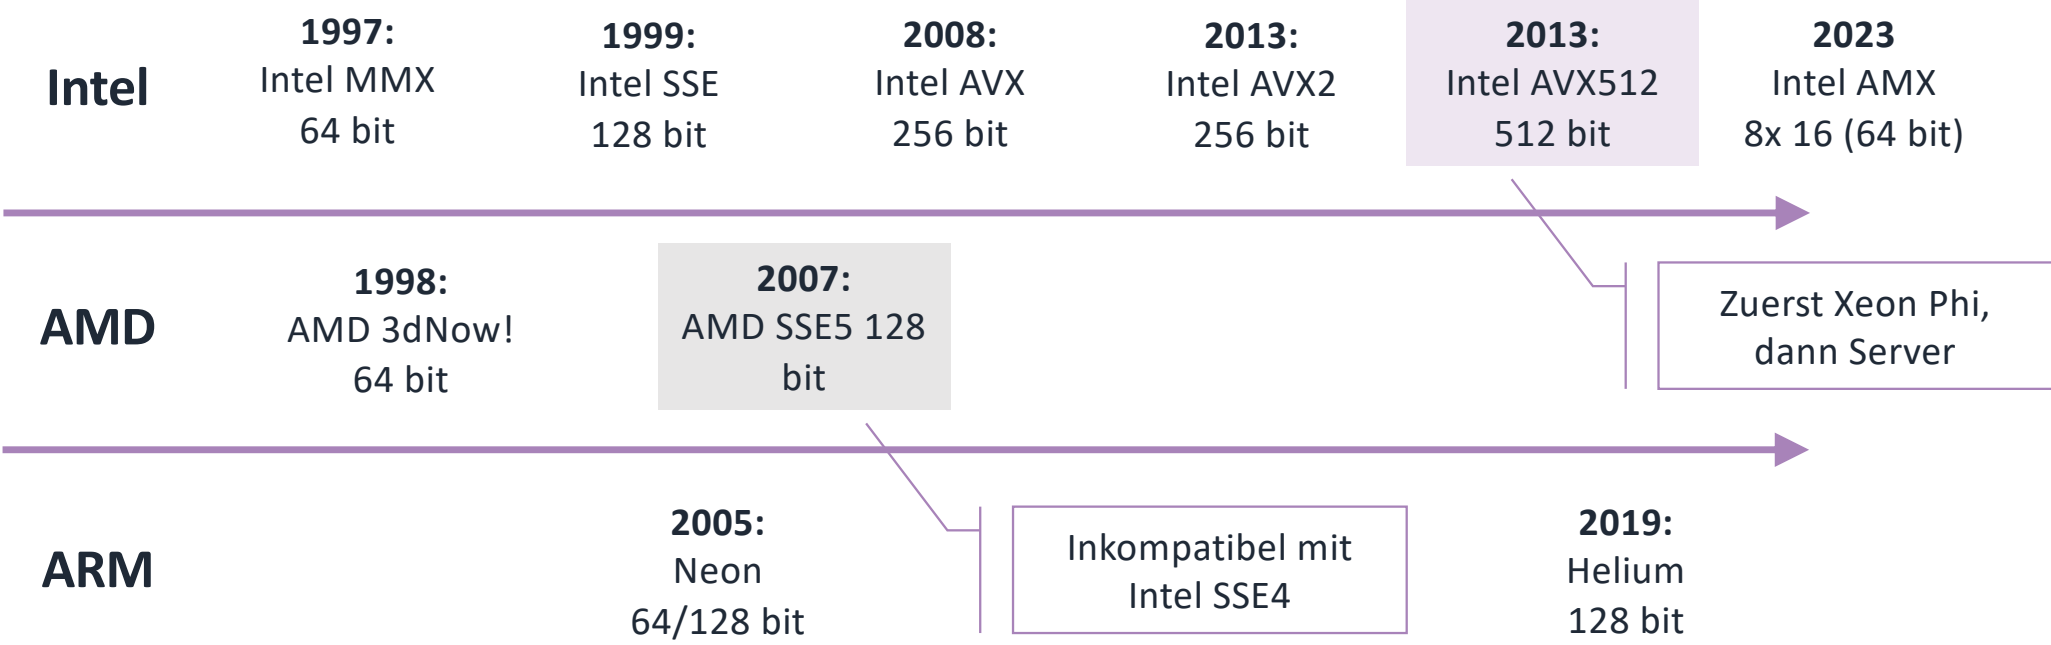 Intel
1997:
Intel MMX
64 bit
1999:
Intel SSE
128 bit
2008:
Intel AVX
256 bit
2013:
Intel AVX2
256 bit
2013:
Intel AVX512
512 bit
2023
Intel AMX
8x 16 (64 bit)
AMD
1998:
AMD 3dNow!
64 bit
2007:
AMD SSE5 128
bit
Zuerst Xeon Phi,
dann Server
ARM
2005:
Neon
64/128 bit
Inkompatibel mit
Intel SSE4
2019:
Helium
128 bit